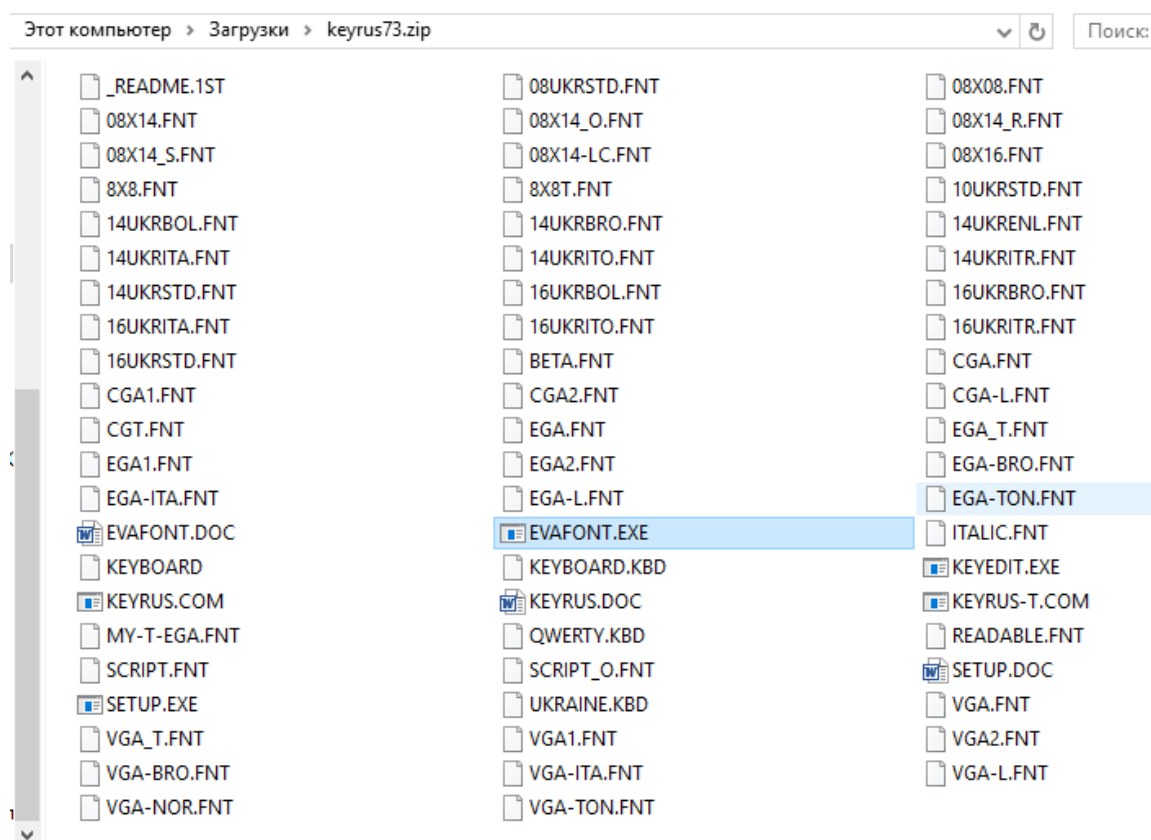 Этот компьютер > Загрузки > keyrus73.zip Поиск:
_README.1ST 08UKRSTD.FNT 08X08.FNT
08X14.FNT 08X14_O.FNT 08X14_R.FNT
08X14_S.FNT 08X14-LC.FNT 08X16.FNT
8X8.FNT 8X8T.FNT 10UKRSTD.FNT
14UKRBOL.FNT 14UKRBRO.FNT 14UKRENL.FNT
14UKRITA.FNT 14UKRITO.FNT 14UKRITR.FNT
14UKRSTD.FNT 16UKRBOL.FNT 16UKRBRO.FNT
16UKRITA.FNT 16UKRITO.FNT 16UKRITR.FNT
16UKRSTD.FNT BETA.FNT CGA.FNT
CGA1.FNT CGA2.FNT CGA-L.FNT
CGT.FNT EGA.FNT EGA_T.FNT
EGA1.FNT EGA2.FNT EGA-BRO.FNT
EGA-ITA.FNT EGA-L.FNT EGA-TON.FNT
EVAFONT.DOC EVAFONT.EXE ITALIC.FNT
KEYBOARD KEYBOARD.KBD KEYEDIT.EXE
KEYRUS.COM KEYRUS.DOC KEYRUS-T.COM
MY-T-EGA.FNT QWERTY.KBD READABLE.FNT
SCRIPT.FNT SCRIPT_O.FNT SETUP.DOC
SETUP.EXE UKRAINE.KBD VGA.FNT
VGA_T.FNT VGA1.FNT VGA2.FNT
VGA-BRO.FNT VGA-ITA.FNT VGA-L.FNT
VGA-NOR.FNT VGA-TON.FNT